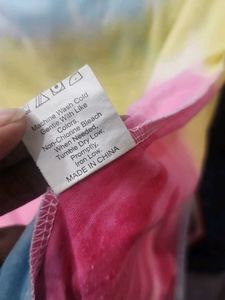 Machine Wash Cold
Gentle,With Like
Colors,
Non-Chlorine Bleach
When Needed,
Tumble Dry Low,
Promptly,
Iron Low,
MADE IN CHINA